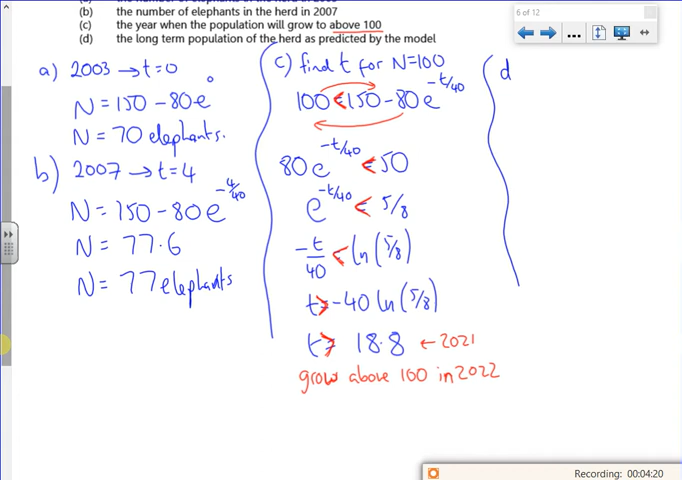 (b) the number of elephants in the herd in 2007
(c) the year when the population will grow to above 100
(d) the long term population of the herd as predicted by the model
6 of 12
a) 2003 → t=0
N = 150 - 80e^0
N = 70 elephants.
b) 2007 → t = 4
N = 150 - 80e^(-4/40)
N = 77.6
N = 77 elephants
c) find t for N=100
100 < 150 - 80e^(-t/40)
80e^(-t/40) < 50
e^(-t/40) < 5/8
-t/40 < ln(5/8)
t > -40 ln(5/8)
t > 18.8 ← 2021
grow above 100 in 2022
d
Recording: 00:04:20